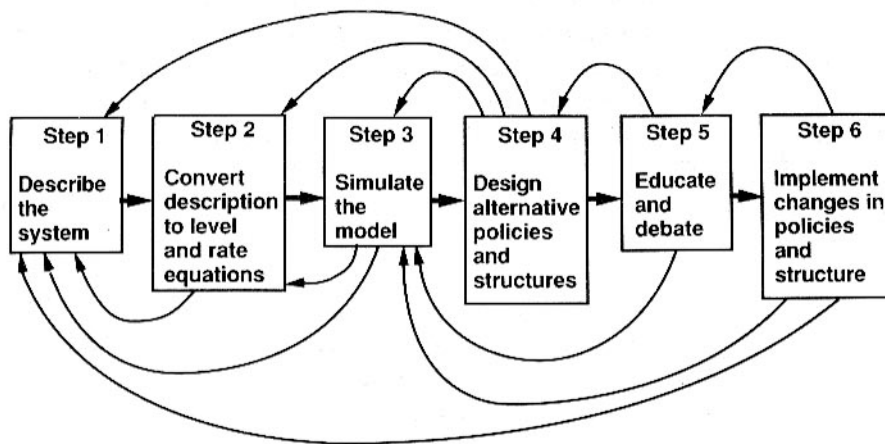 Step 1
Describe
the
system
Step 2
Convert
description
to level
and rate
equations
Step 3
Simulate
the
model
Step 4
Design
alternative
policies
and
structures
Step 5
Educate
and
debate
Step 6
Implement
changes in
policies
and
structure